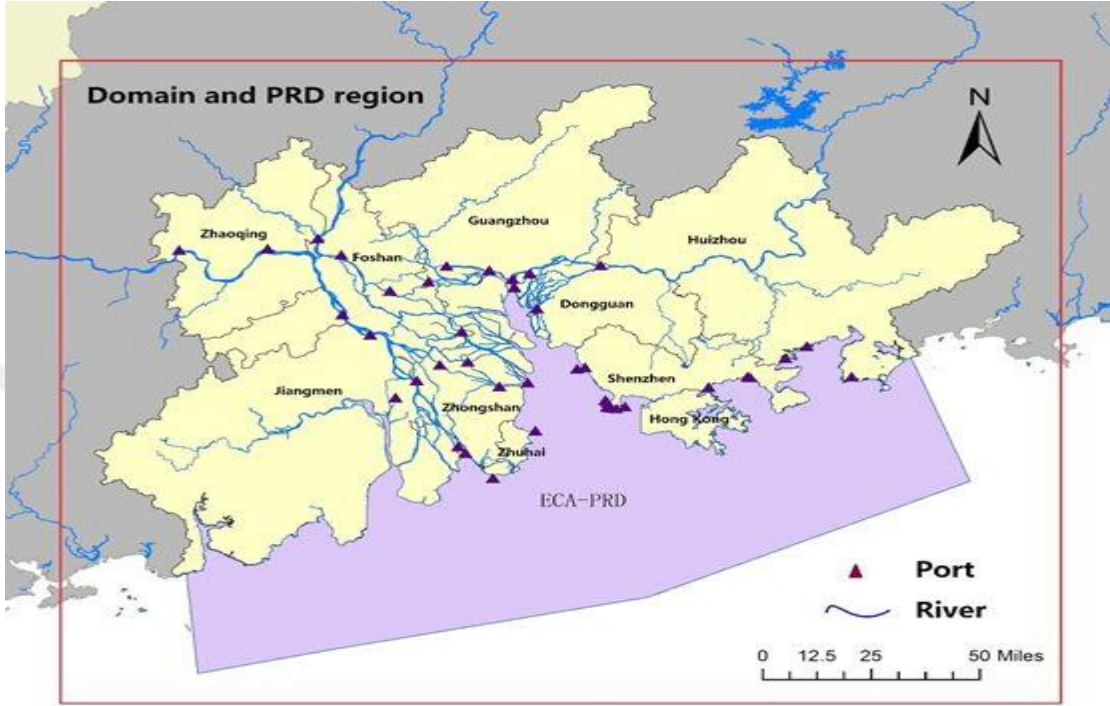 Domain and PRD region
N
Guangzhou
Zhaoqing
Huizhou
Foshan
Dongguan
Shenzhen
Jiangmen
Zhongshan
Hong Kong
Zhuhai
ECA-PRD
Port
River
0 12.5 25 50 Miles